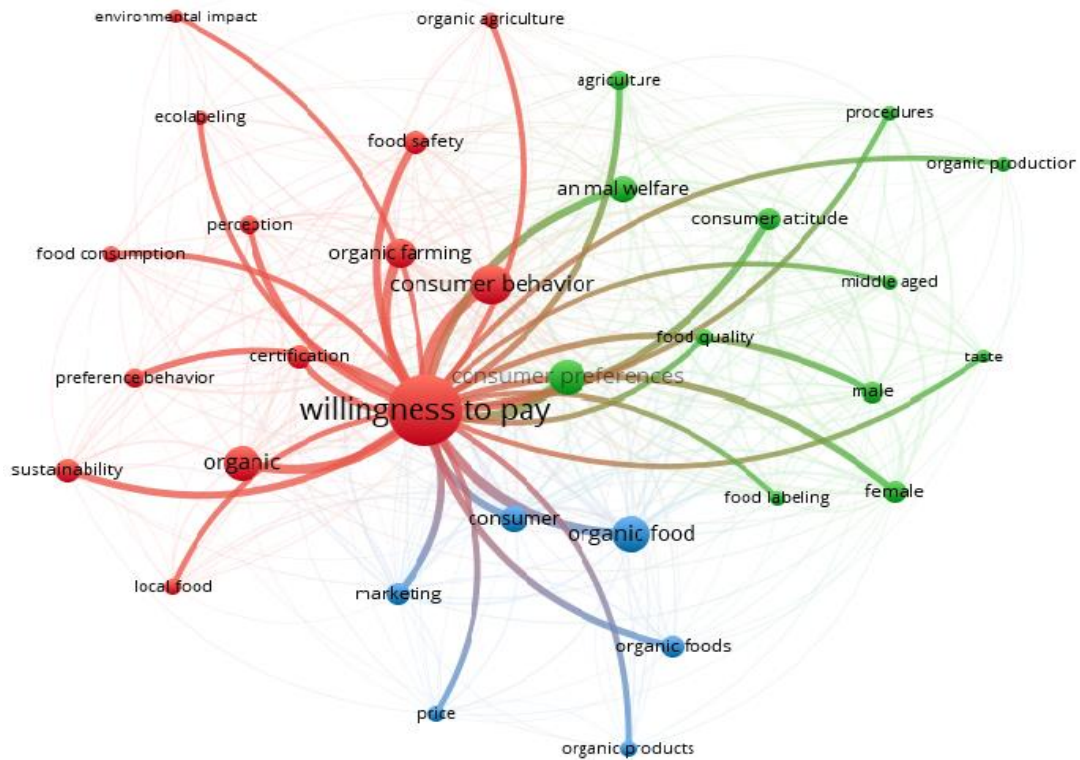 environmental impact
organic agriculture
agriculture
ecolabeling
procedures
food safety
organic production
animal welfare
perception
consumer attitude
food consumption
organic farming
consumer behavior
middle aged
food quality
certification
taste
preference behavior
consumer preferences
male
willingness to pay
sustainability
organic
food labeling
female
consumer
organic food
local food
marketing
organic foods
price
organic products